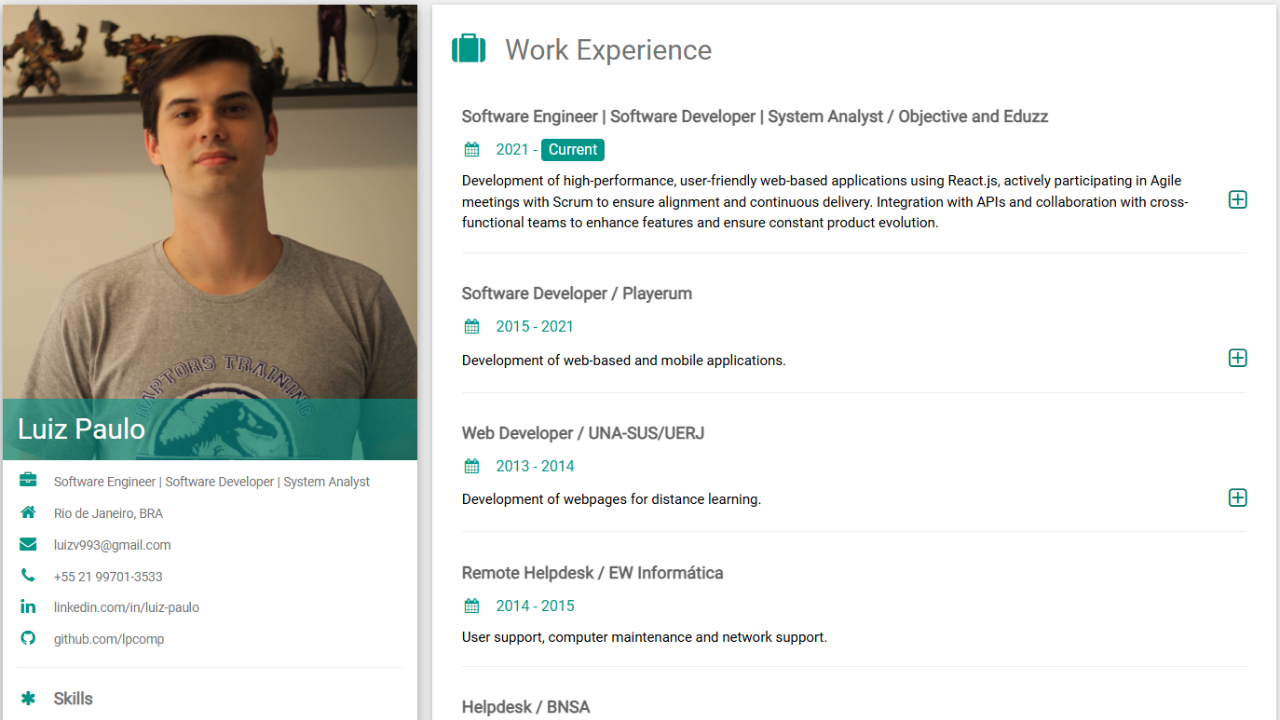 Luiz Paulo
Software Engineer | Software Developer | System Analyst
Rio de Janeiro, BRA
luizv993@gmail.com
+55 21 99701-3533
linkedin.com/in/luiz-paulo
github.com/lpcomp
Skills
Work Experience
Software Engineer | Software Developer | System Analyst / Objective and Eduzz
2021 - Current
Development of high-performance, user-friendly web-based applications using React.js, actively participating in Agile
meetings with Scrum to ensure alignment and continuous delivery. Integration with APIs and collaboration with cross-
functional teams to enhance features and ensure constant product evolution.
Software Developer / Playerum
2015 - 2021
Development of web-based and mobile applications.
Web Developer / UNA-SUS/UERJ
2013 - 2014
Development of webpages for distance learning.
Remote Helpdesk / EW Informática
2014 - 2015
User support, computer maintenance and network support.
Helpdesk / BNSA